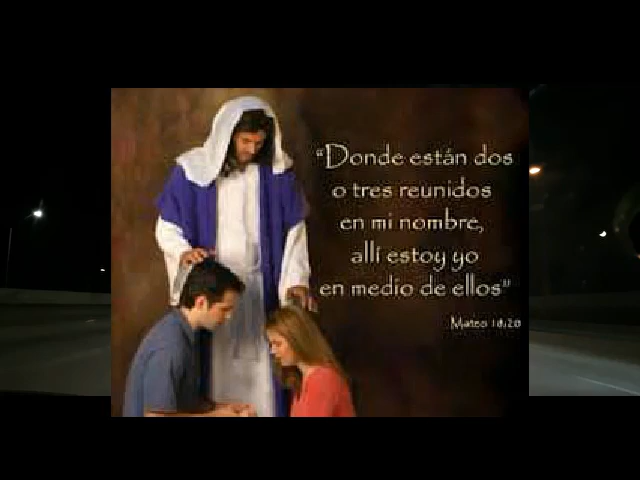 “Donde están dos
o tres reunidos
en mi nombre,
allí estoy yo
en medio de ellos”
Mateo 18:20